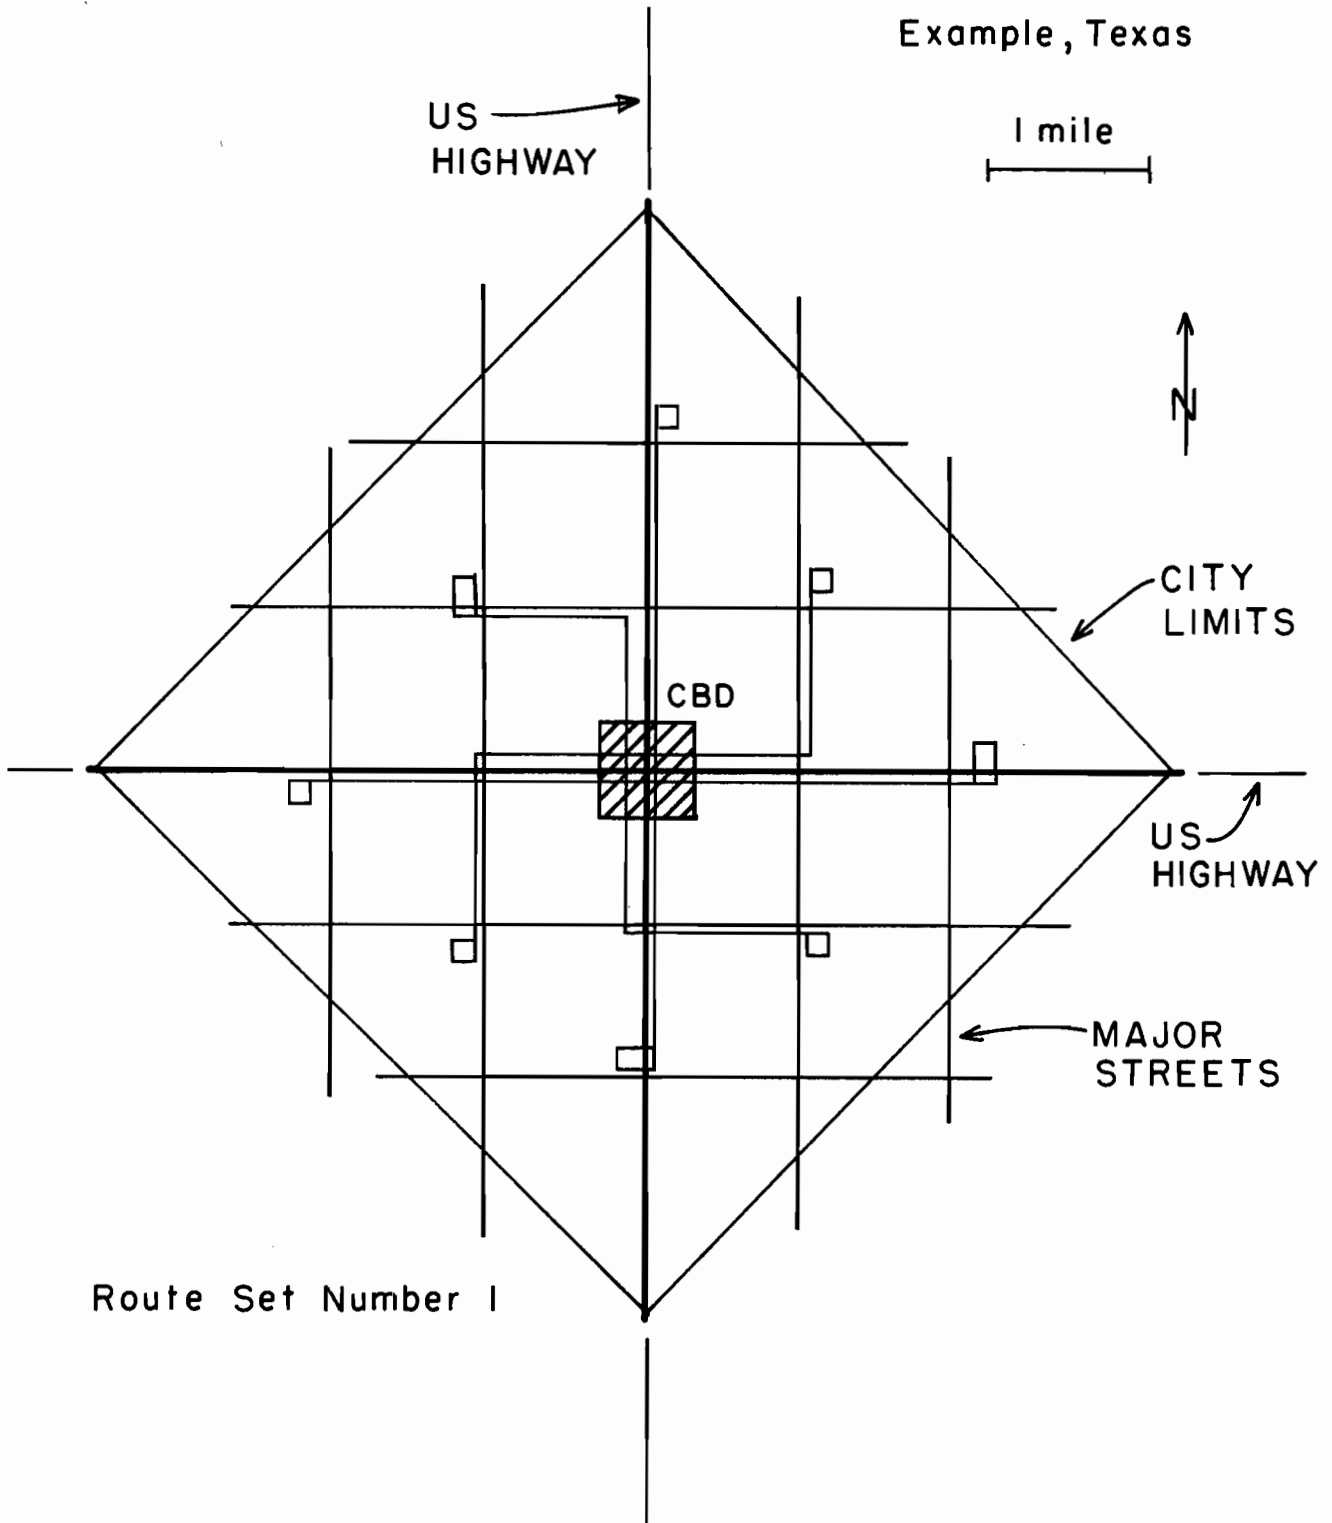 Example, Texas
US
HIGHWAY
1 mile
N
CITY
LIMITS
CBD
US
HIGHWAY
MAJOR
STREETS
Route Set Number 1